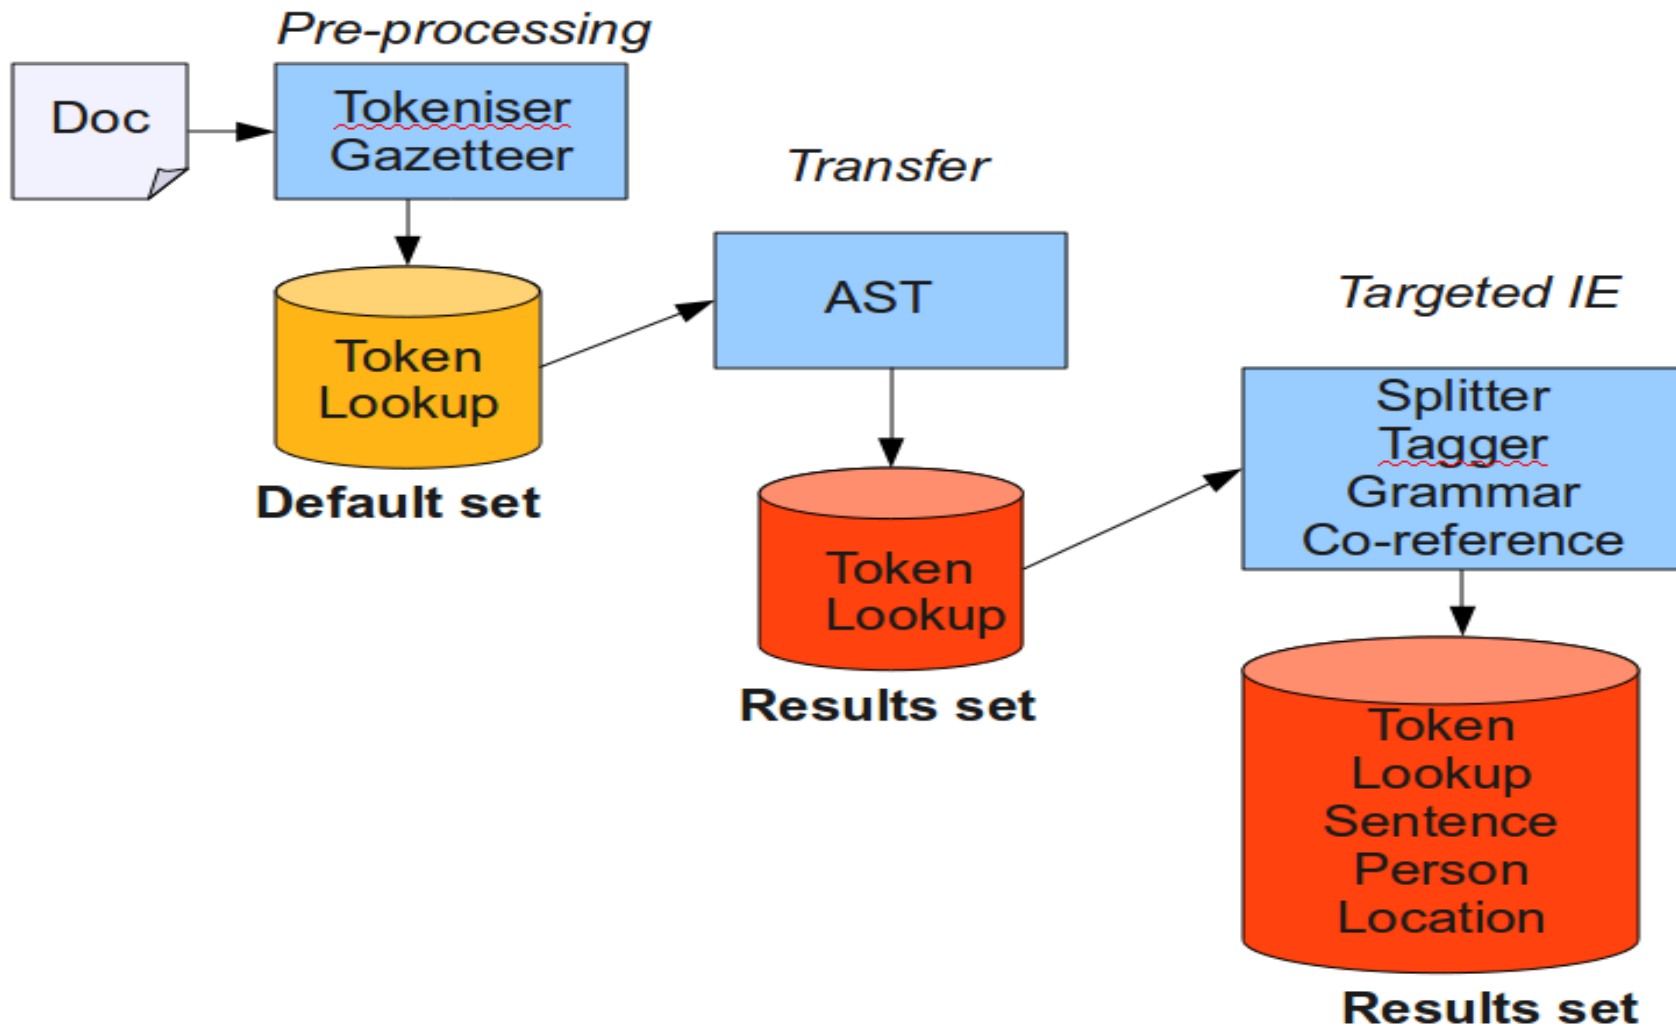 Pre-processing
Doc
Tokeniser
Gazetteer
Transfer
Token
Lookup
Default set
AST
Targeted IE
Token
Lookup
Results set
Splitter
Tagger
Grammar
Co-reference
Token
Lookup
Sentence
Person
Location
Results set